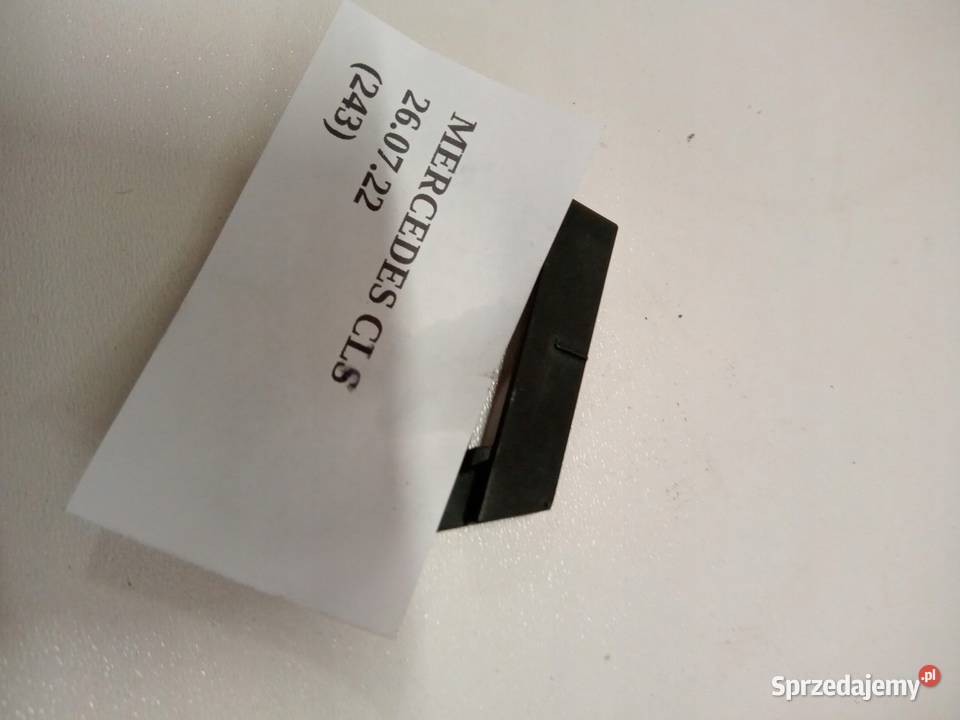 MERCEDES CLS
26.07.22
(243)
Sprzedajemy.pl